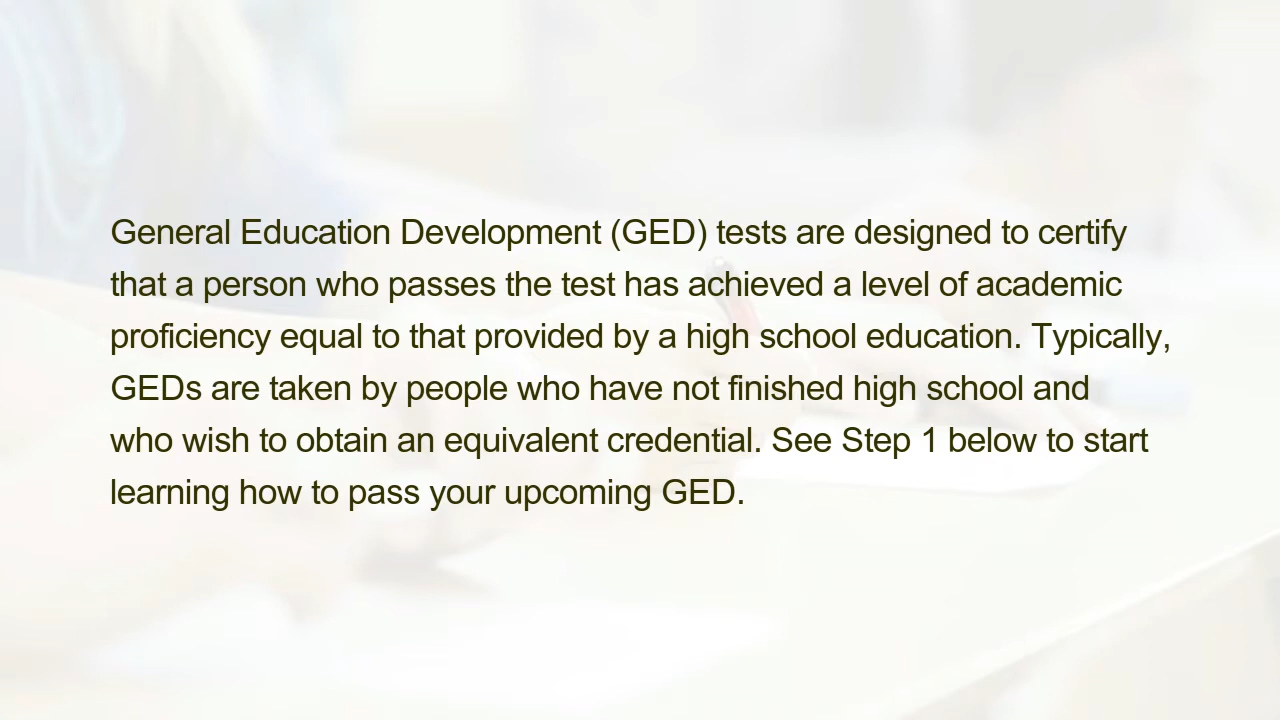 General Education Development (GED) tests are designed to certify
that a person who passes the test has achieved a level of academic
proficiency equal to that provided by a high school education. Typically,
GEDs are taken by people who have not finished high school and
who wish to obtain an equivalent credential. See Step 1 below to start
learning how to pass your upcoming GED.